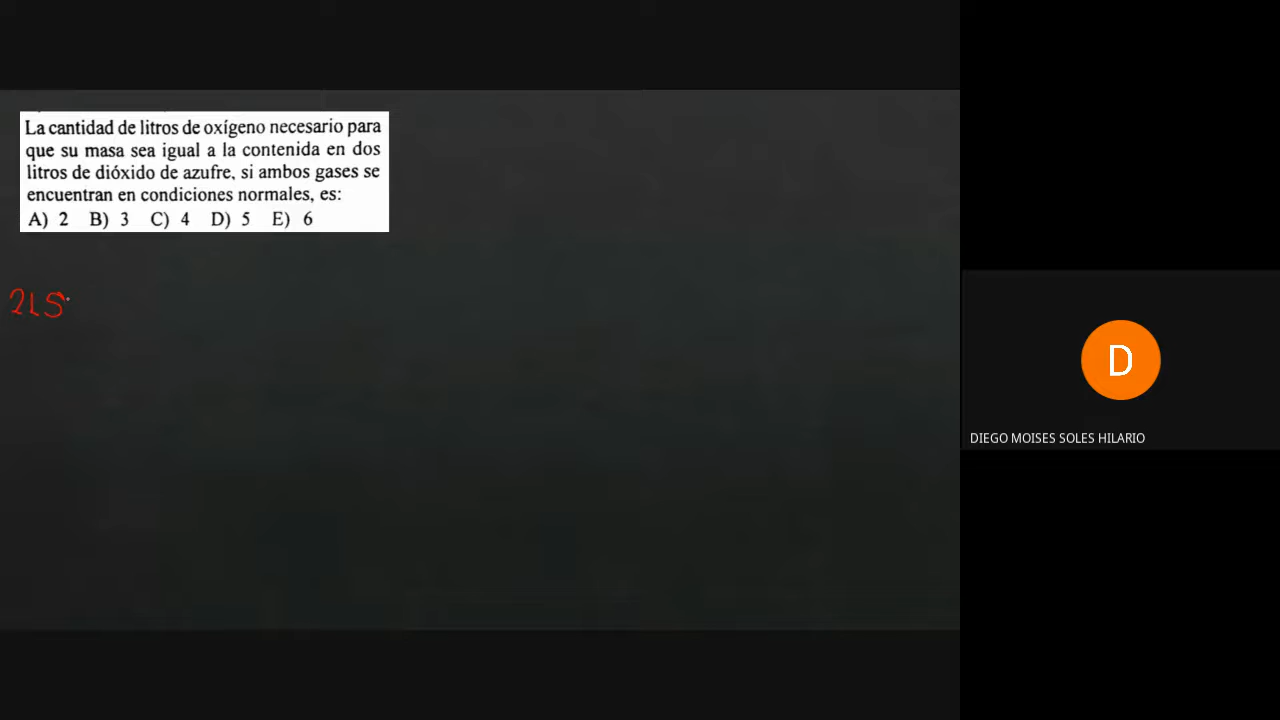 La cantidad de litros de oxígeno necesario para
que su masa sea igual a la contenida en dos
litros de dióxido de azufre, si ambos gases se
encuentran en condiciones normales, es:
A) 2 B) 3 C) 4 D) 5 E) 6
2LS
D
DIEGO MOISES SOLES HILARIO